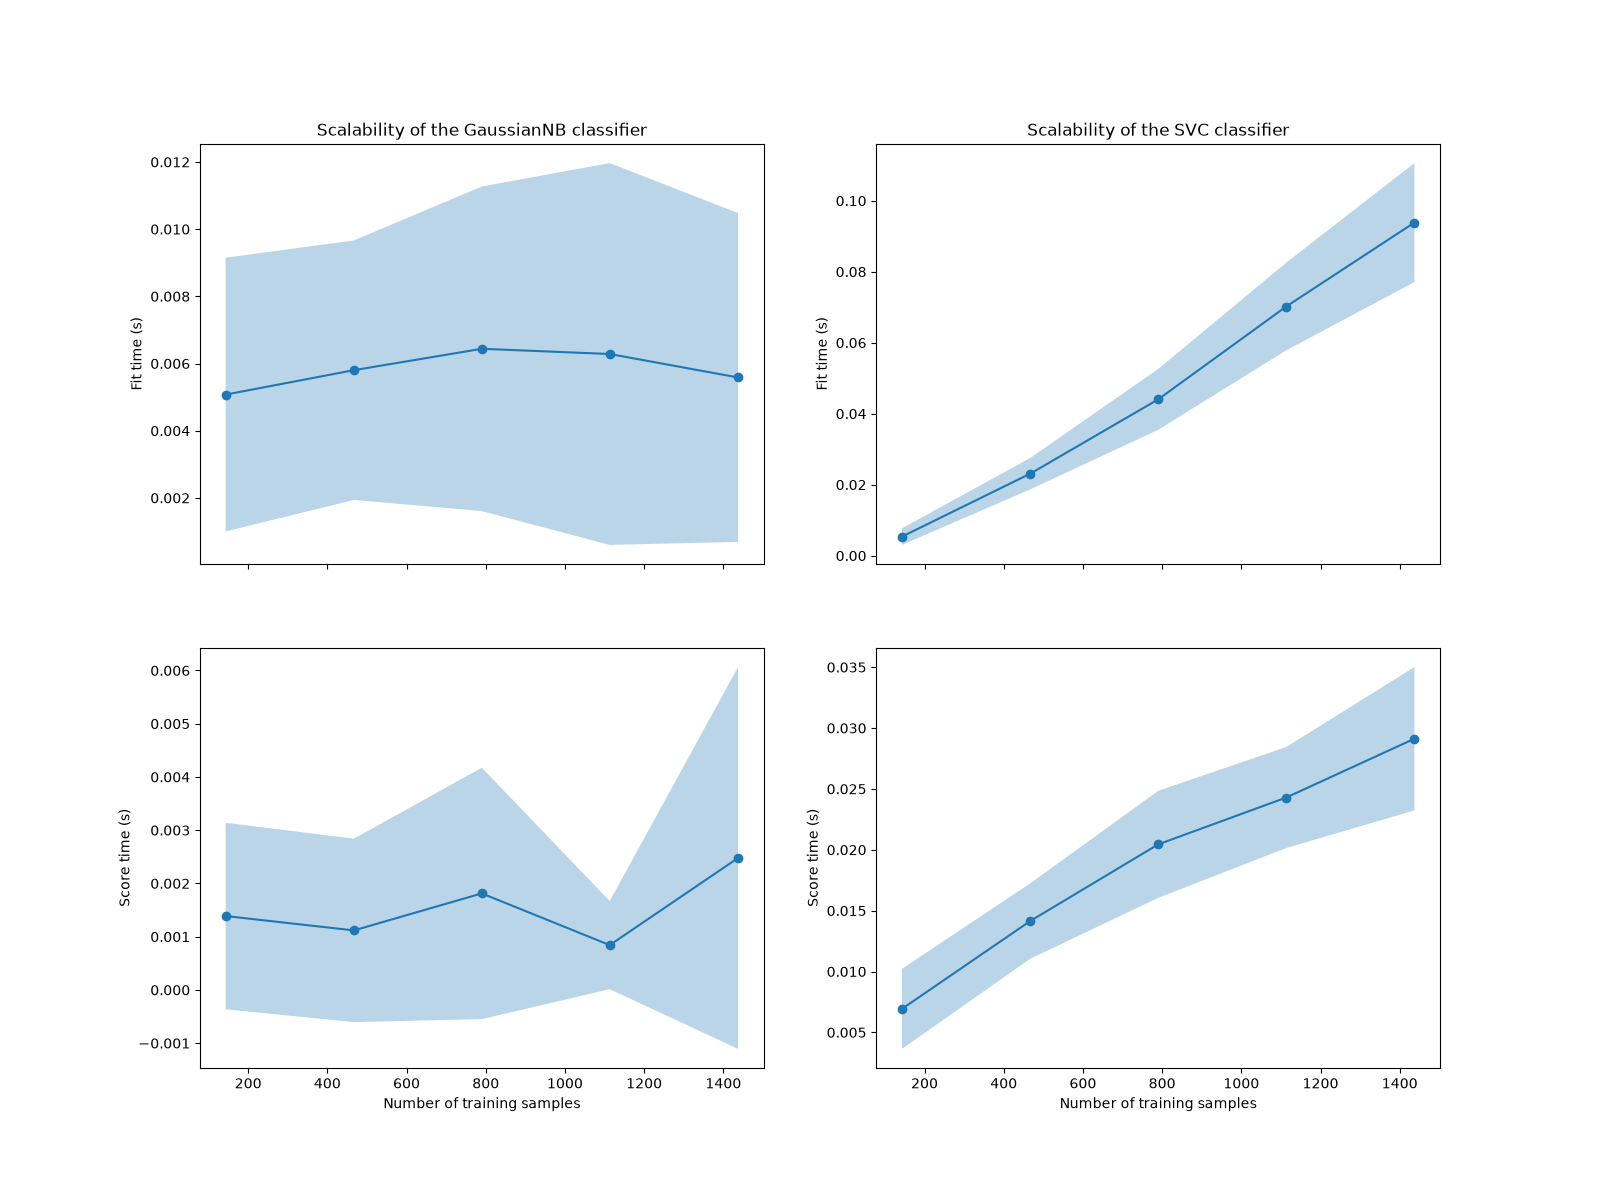 Scalability of the GaussianNB classifier
0.012
0.010
0.008
0.006
0.004
0.002
Fit time (s)
Scalability of the SVC classifier
0.10
0.08
0.06
0.04
0.02
0.00
Fit time (s)
0.006
0.005
0.004
0.003
0.002
0.001
0.000
−0.001
Score time (s)
200 400 600 800 1000 1200 1400
Number of training samples
0.035
0.030
0.025
0.020
0.015
0.010
0.005
Score time (s)
200 400 600 800 1000 1200 1400
Number of training samples